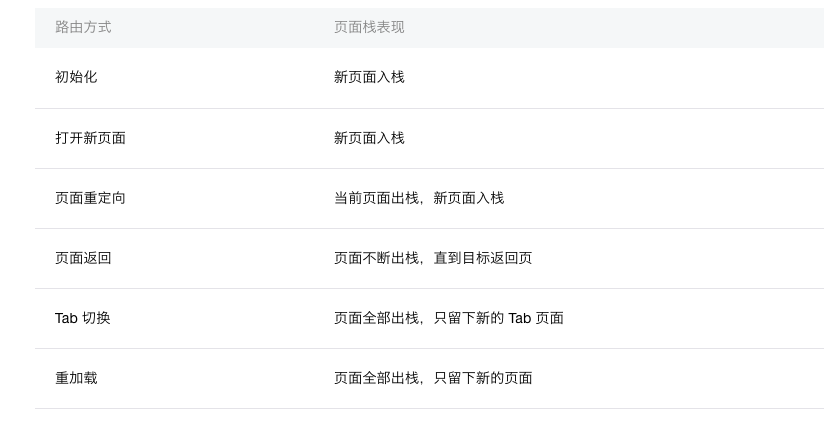 路由方式 页面栈表现
初始化 新页面入栈
打开新页面 新页面入栈
页面重定向 当前页面出栈，新页面入栈
页面返回 页面不断出栈，直到目标返回页
Tab 切换 页面全部出栈，只留下新的 Tab 页面
重加载 页面全部出栈，只留下新的页面